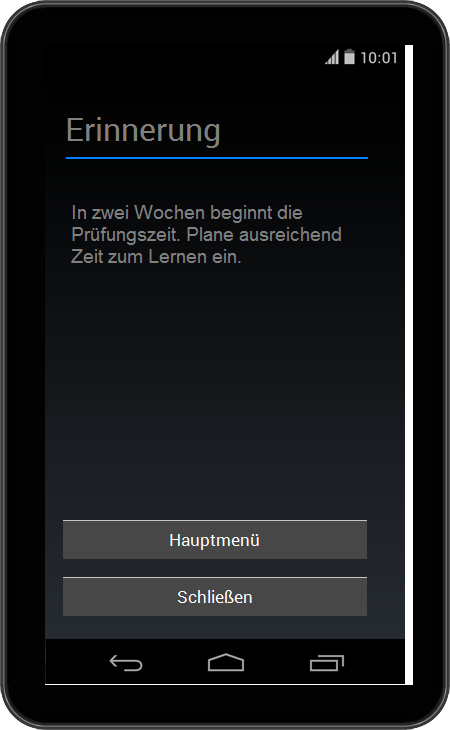 10:01
Erinnerung
In zwei Wochen beginnt die
Prüfungszeit. Plane ausreichend
Zeit zum Lernen ein.
Hauptmenü
Schließen